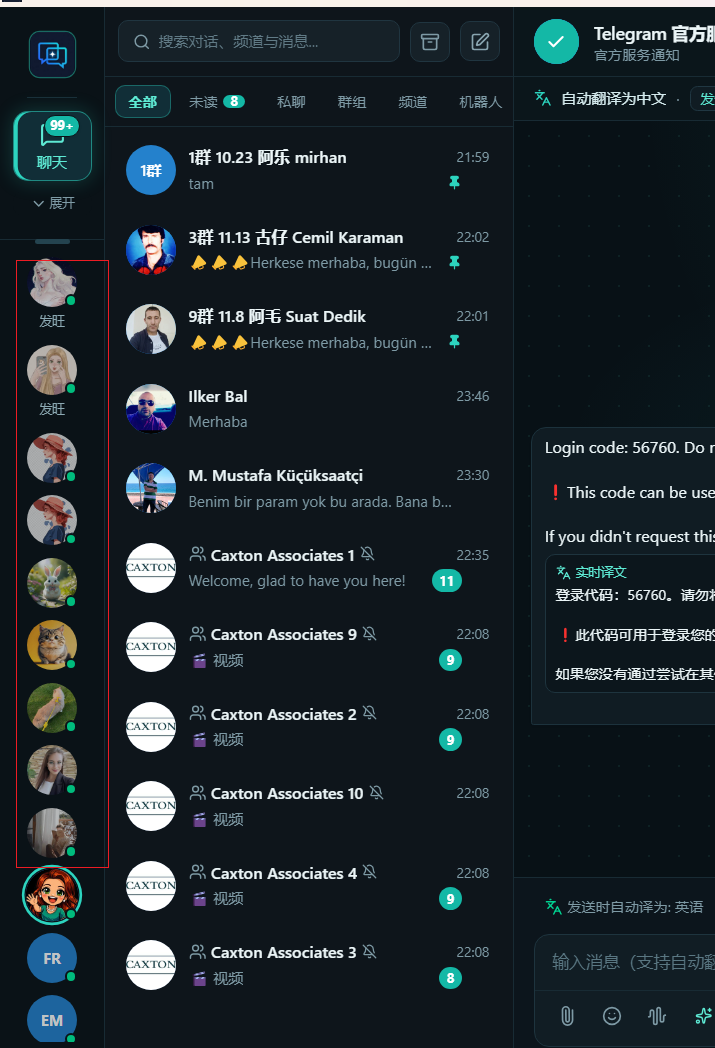 搜索对话、频道与消息...
99+
聊天
展开
全部
未读 8
私聊
群组
频道
机器人
发旺
发旺
FR
EM
1群
1群 10.23 阿乐 mirhan
21:59
tam
3群 11.13 古仔 Cemil Karaman
22:02
Herkese merhaba, bugün ...
9群 11.8 阿毛 Suat Dedik
22:01
Herkese merhaba, bugün ...
Ilker Bal
23:46
Merhaba
M. Mustafa Küçüksaatçi
23:30
Benim bir param yok bu arada. Bana b...
CAXTON
Caxton Associates 1
22:35
Welcome, glad to have you here!
11
CAXTON
Caxton Associates 9
22:08
视频
9
CAXTON
Caxton Associates 2
22:08
视频
9
CAXTON
Caxton Associates 10
22:08
视频
CAXTON
Caxton Associates 4
22:08
视频
9
CAXTON
Caxton Associates 3
22:08
视频
8
Telegram 官方
官方服务通知
自动翻译为中文 · 发
Login code: 56760. Do
❗ This code can be use
If you didn't request this
实时译文
登录代码：56760。请勿
❗ 此代码可用于登录您的
如果您没有通过尝试在其
发送时自动译为: 英语
输入消息（支持自动翻